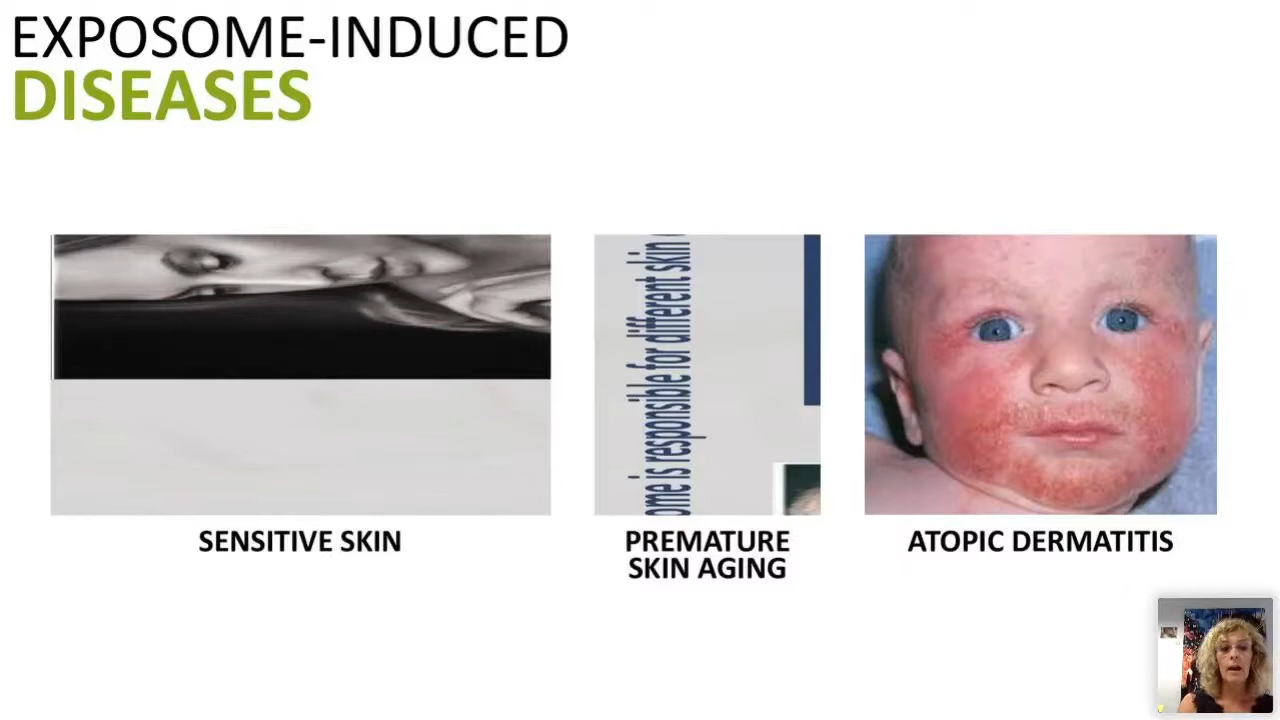 EXPOSOME-INDUCED
DISEASES
ome is responsible for different skin
SENSITIVE SKIN
PREMATURE
SKIN AGING
ATOPIC DERMATITIS